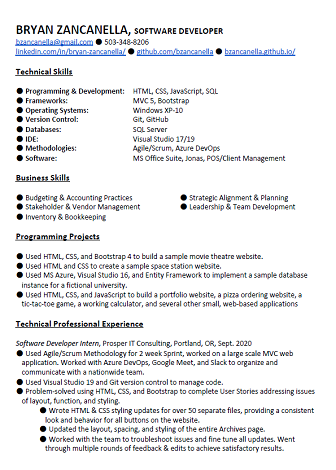 BRYAN ZANCANELLA, SOFTWARE DEVELOPER
bzancanella@gmail.com ● 503-348-8206
linkedin.com/in/bryan-zancanella/ ● github.com/bzancanella ● bzancanella.github.io/
Technical Skills
● Programming & Development: HTML, CSS, JavaScript, SQL
● Frameworks: MVC 5, Bootstrap
● Operating Systems: Windows XP-10
● Version Control: Git, GitHub
● Databases: SQL Server
● IDE: Visual Studio 17/19
● Methodologies: Agile/Scrum, Azure DevOps
● Software: MS Office Suite, Jonas, POS/Client Management
Business Skills
● Budgeting & Accounting Practices ● Strategic Alignment & Planning
● Stakeholder & Vendor Management ● Leadership & Team Development
● Inventory & Bookkeeping
Programming Projects
● Used HTML, CSS, and Bootstrap 4 to build a sample movie theatre website.
● Used HTML and CSS to create a sample space station website.
● Used MS Azure, Visual Studio 16, and Entity Framework to implement a sample database
instance for a fictional university.
● Used HTML, CSS, and JavaScript to build a portfolio website, a pizza ordering website, a
tic-tac-toe game, a working calculator, and several other small, web-based applications
Technical Professional Experience
Software Developer Intern, Prosper IT Consulting, Portland, OR, Sept. 2020
● Used Agile/Scrum Methodology for 2 week Sprint, worked on a large scale MVC web
application. Worked with Azure DevOps, Google Meet, and Slack to organize and
communicate with a nationwide team.
● Used Visual Studio 19 and Git version control to manage code.
● Problem-solved using HTML, CSS, and Bootstrap to complete User Stories addressing issues
of layout, function, and styling.
● Wrote HTML & CSS styling updates for over 50 separate files, providing a consistent
look and behavior for all buttons on the website.
● Updated the layout, spacing, and styling of the entire Archives page.
● Worked with the team to troubleshoot issues and fine tune all updates. Went
through multiple rounds of feedback & edits to achieve satisfactory results.